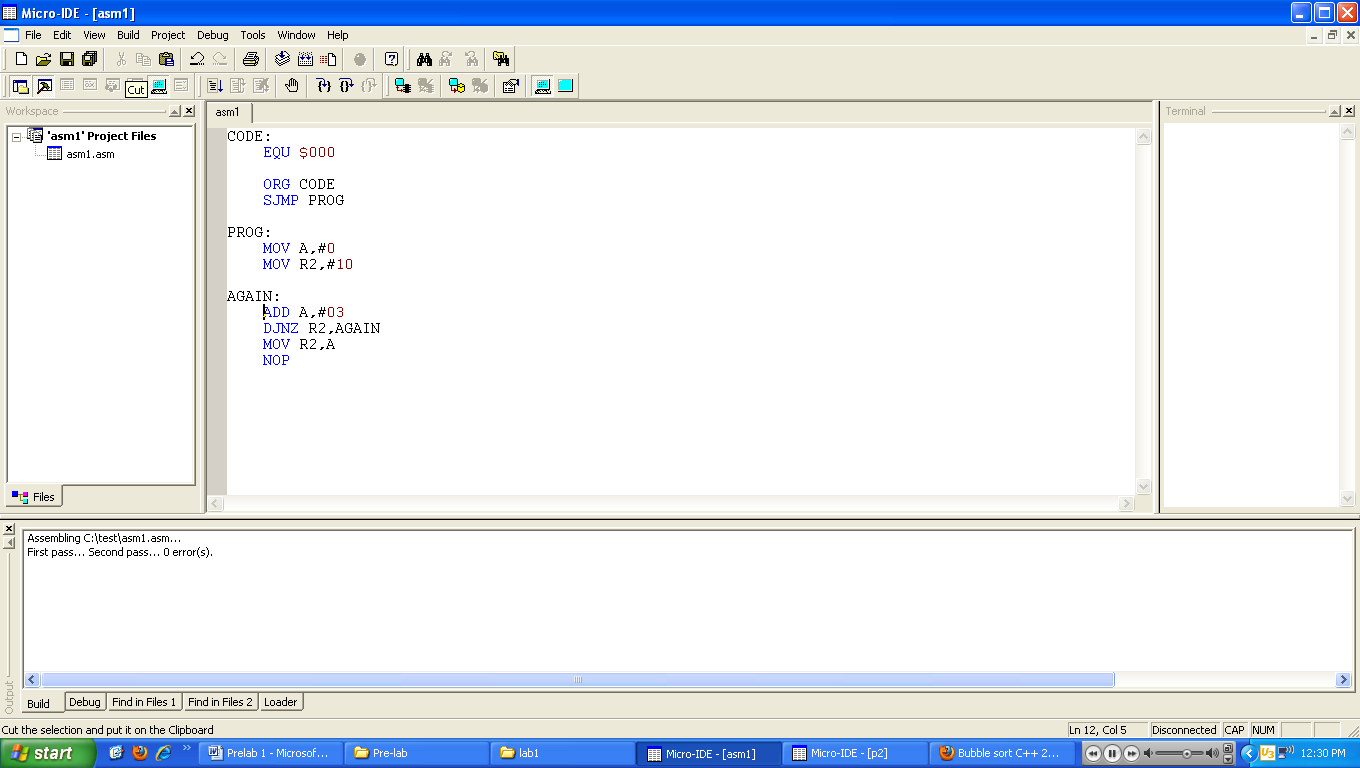 Micro-IDE - [asm1]
File Edit View Build Project Debug Tools Window Help
Cut
Workspace
'asm1' Project Files
asm1.asm
Files
asm1
CODE:
EQU $000
ORG CODE
SJMP PROG
PROG:
MOV A,#0
MOV R2,#10
AGAIN:
ADD A,#03
DJNZ R2,AGAIN
MOV R2,A
NOP
Terminal
Assembling C:\test\asm1.asm...
First pass... Second pass... 0 error(s).
Output
Build Debug Find in Files 1 Find in Files 2 Loader
Cut the selection and put it on the Clipboard
Ln 12, Col 5 Disconnected CAP NUM
start
Prelab 1 - Microsof... Pre-lab lab1 Micro-IDE - [asm1] Micro-IDE - [p2] Bubble sort C++ 2... 12:30 PM